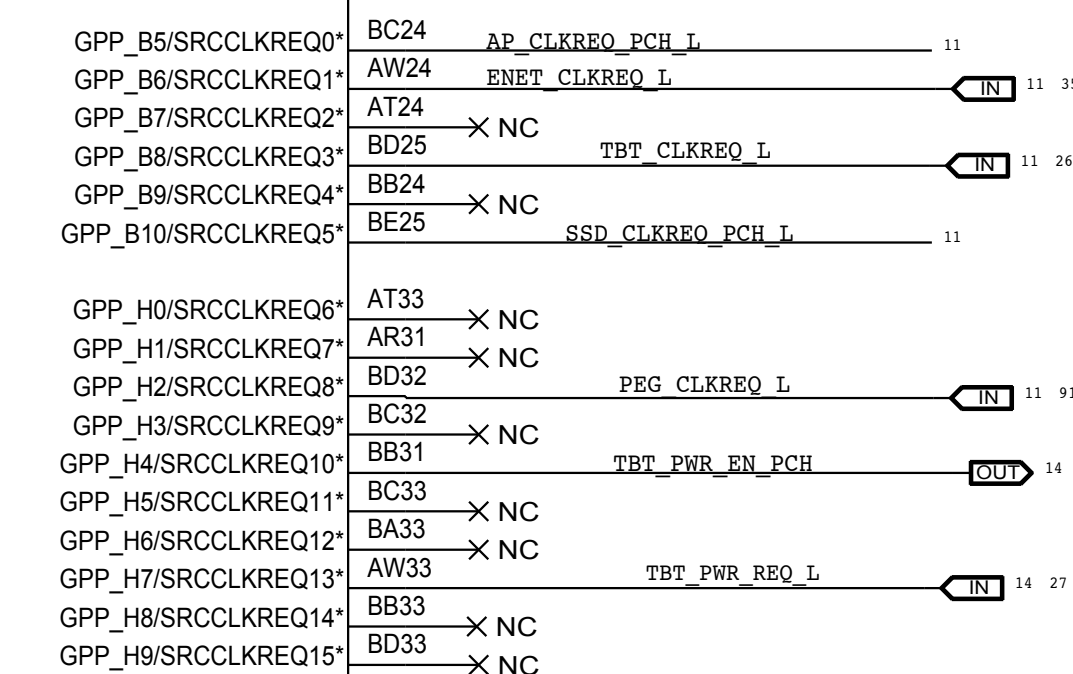 GPP_B5/SRCCLKREQ0* BC24 AP_CLKREQ_PCH_L 11
GPP_B6/SRCCLKREQ1* AW24 ENET_CLKREQ_L IN 11 35
GPP_B7/SRCCLKREQ2* AT24 NC
GPP_B8/SRCCLKREQ3* BD25 TBT_CLKREQ_L IN 11 26
GPP_B9/SRCCLKREQ4* BB24 NC
GPP_B10/SRCCLKREQ5* BE25 SSD_CLKREQ_PCH_L 11
GPP_H0/SRCCLKREQ6* AT33 NC
GPP_H1/SRCCLKREQ7* AR31 NC
GPP_H2/SRCCLKREQ8* BD32 PEG_CLKREQ_L IN 11 91
GPP_H3/SRCCLKREQ9* BC32 NC
GPP_H4/SRCCLKREQ10* BB31 TBT_PWR_EN_PCH OUT 14
GPP_H5/SRCCLKREQ11* BC33 NC
GPP_H6/SRCCLKREQ12* BA33 NC
GPP_H7/SRCCLKREQ13* AW33 TBT_PWR_REQ_L IN 14 27
GPP_H8/SRCCLKREQ14* BB33 NC
GPP_H9/SRCCLKREQ15* BD33 NC